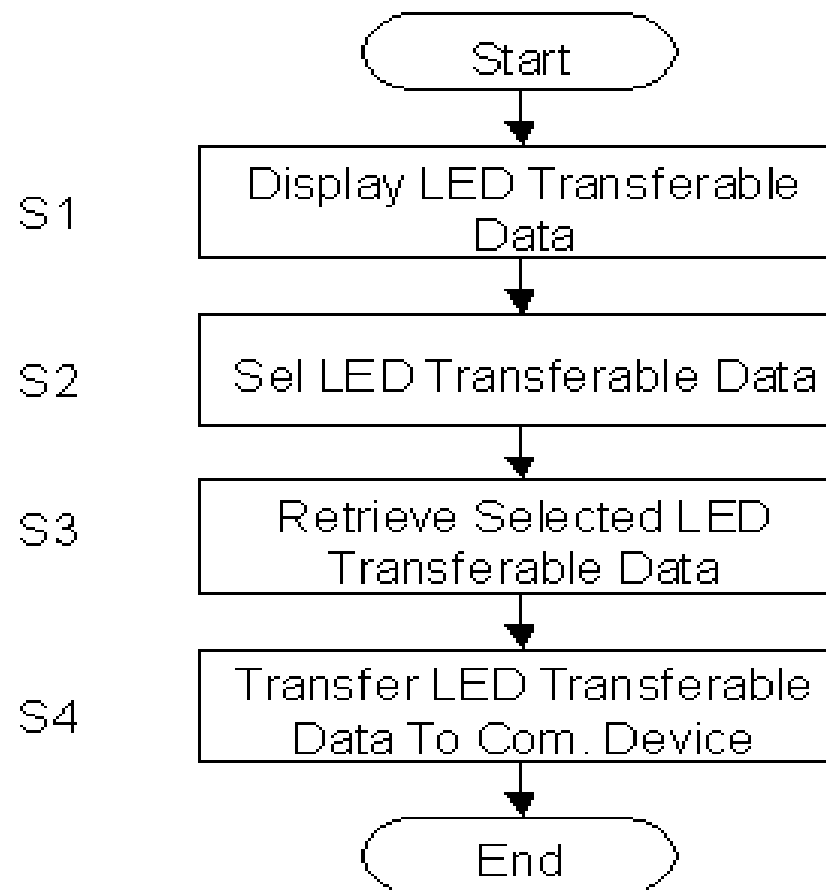 Start
S1
Display LED Transferable
Data
S2
Sel LED Transferable Data
S3
Retrieve Selected LED
Transferable Data
S4
Transfer LED Transferable
Data To Com. Device
End